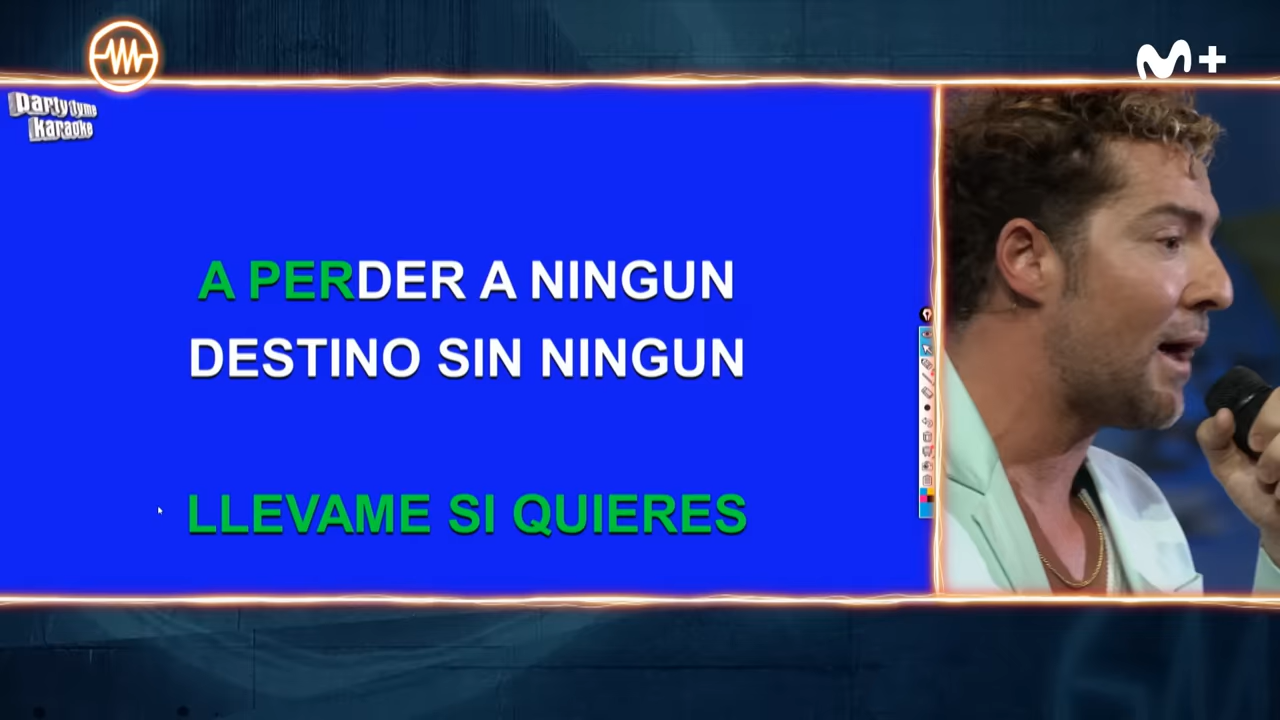 M+
Party Tyme
karaoke
A PERDER A NINGUN
DESTINO SIN NINGUN
LLEVAME SI QUIERES